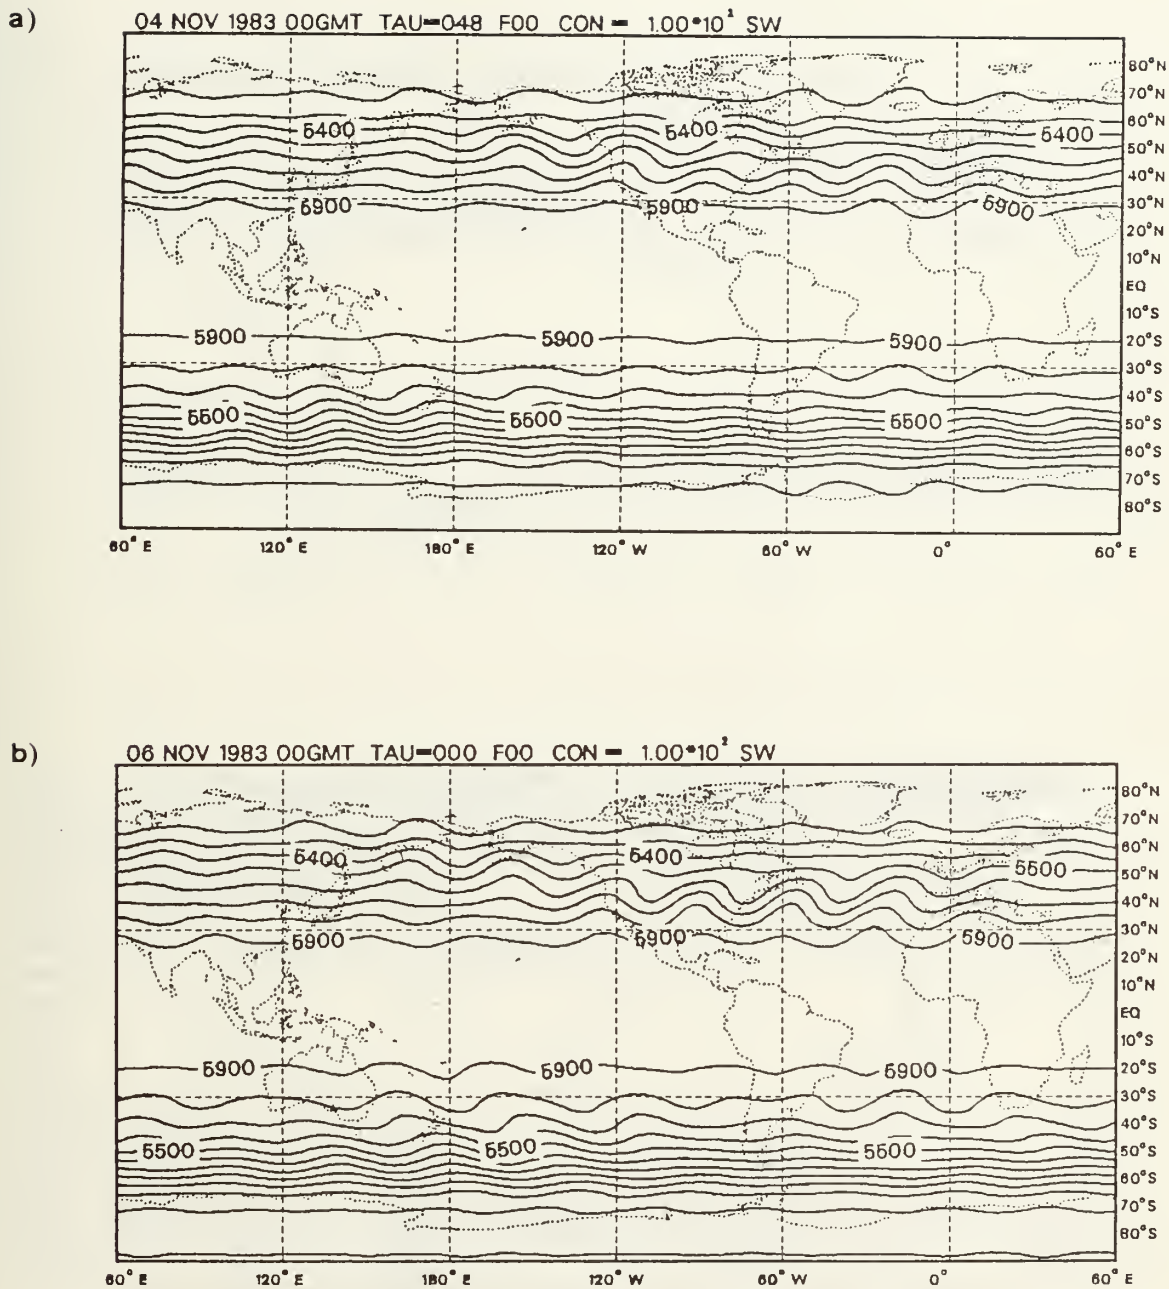 a)
04 NOV 1983 00GMT TAU=048 F00 CON = 1.00*10² SW
80°N
70°N
60°N
50°N
40°N
30°N
20°N
10°N
EQ
10°S
20°S
30°S
40°S
50°S
60°S
70°S
80°S
5400
5400
5400
5900
5900
5900
5900
5900
5900
5500
5500
5500
60°E
120°E
180°E
120°W
60°W
0°
60°E
b)
06 NOV 1983 00GMT TAU=000 F00 CON = 1.00*10² SW
80°N
70°N
60°N
50°N
40°N
30°N
20°N
10°N
EQ
10°S
20°S
30°S
40°S
50°S
60°S
70°S
80°S
5400
5400
5500
5900
5900
5900
5900
5900
5900
5500
5500
5500
60°E
120°E
180°E
120°W
60°W
0°
60°E